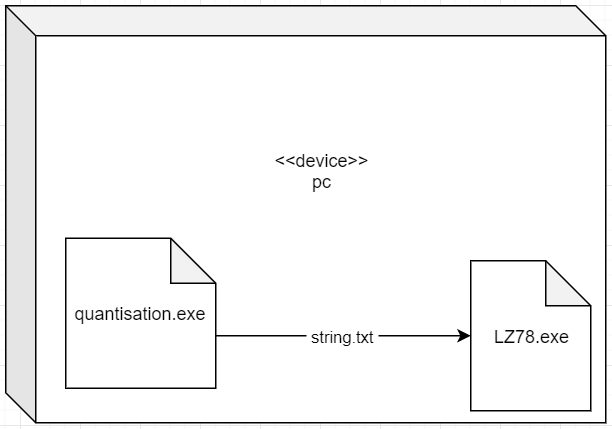 <<device>>
pc
quantisation.exe
string.txt
LZ78.exe